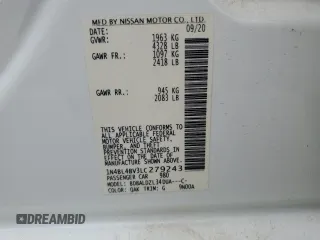 MFD BY NISSAN MOTOR CO., LTD.
DATE: 09/20
GVWR: 1963 KG
4328 LB
GAWR FR.: 1097 KG
2418 LB
GAWR RR.: 945 KG
2083 LB
THIS VEHICLE CONFORMS TO ALL
APPLICABLE FEDERAL MOTOR VEHICLE
SAFETY, BUMPER, AND THEFT PREVENTION
STANDARDS IN EFFECT ON THE DATE OF
MANUFACTURE SHOWN ABOVE.
1N4BL4BV3LC279243
PASSENGER CAR 980
MODEL:
COLOR: QAK TRIM: G
DREAMBID